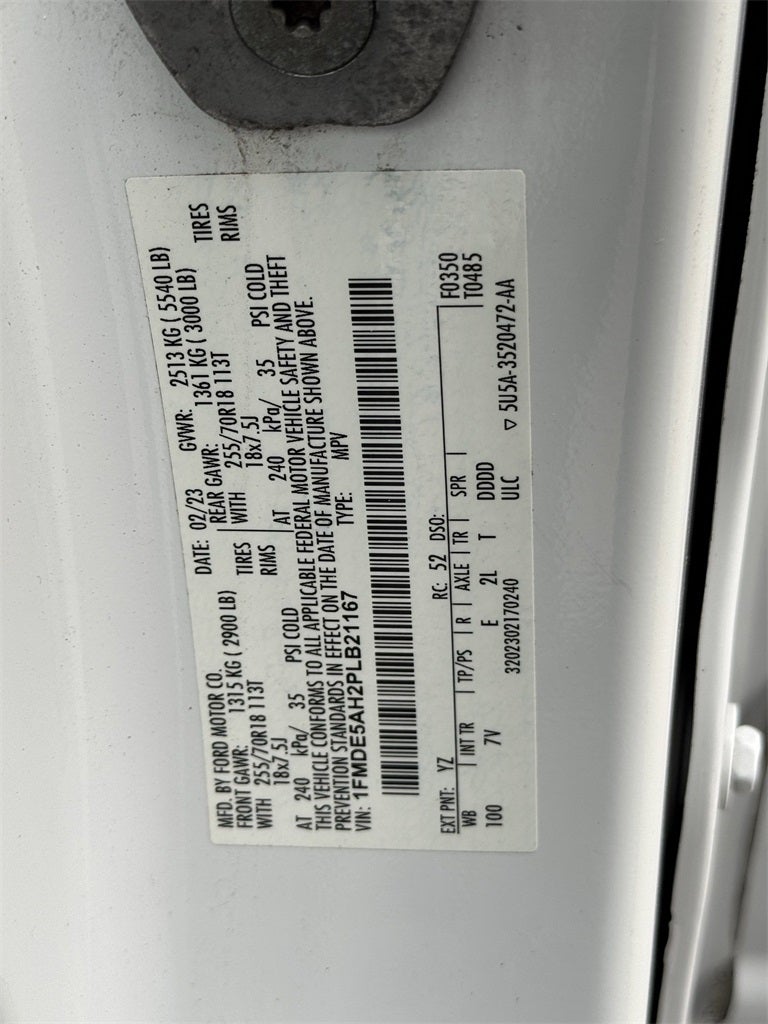 MFD. BY FORD MOTOR CO.
DATE: 02/23 GVWR: 2513 KG ( 5540 LB)
FRONT GAWR: 1315 KG ( 2900 LB)
REAR GAWR: 1361 KG ( 3000 LB)
WITH 255/70R18 113T TIRES
WITH 255/70R18 113T TIRES
18x7.5J RIMS
18x7.5J RIMS
AT 240 kPa/ 35 PSI COLD
AT 240 kPa/ 35 PSI COLD
THIS VEHICLE CONFORMS TO ALL APPLICABLE FEDERAL MOTOR VEHICLE SAFETY AND THEFT
PREVENTION STANDARDS IN EFFECT ON THE DATE OF MANUFACTURE SHOWN ABOVE.
VIN: 1FMDE5AH2PLB21167 TYPE: MPV
EXT PNT: YZ RC: 52 DSO: F0350
WB INT TR TP/PS R AXLE TR SPR T0485
100 7V E 2L T DDDD
3202302170240 ULC ▽ 5U5A-3520472-AA